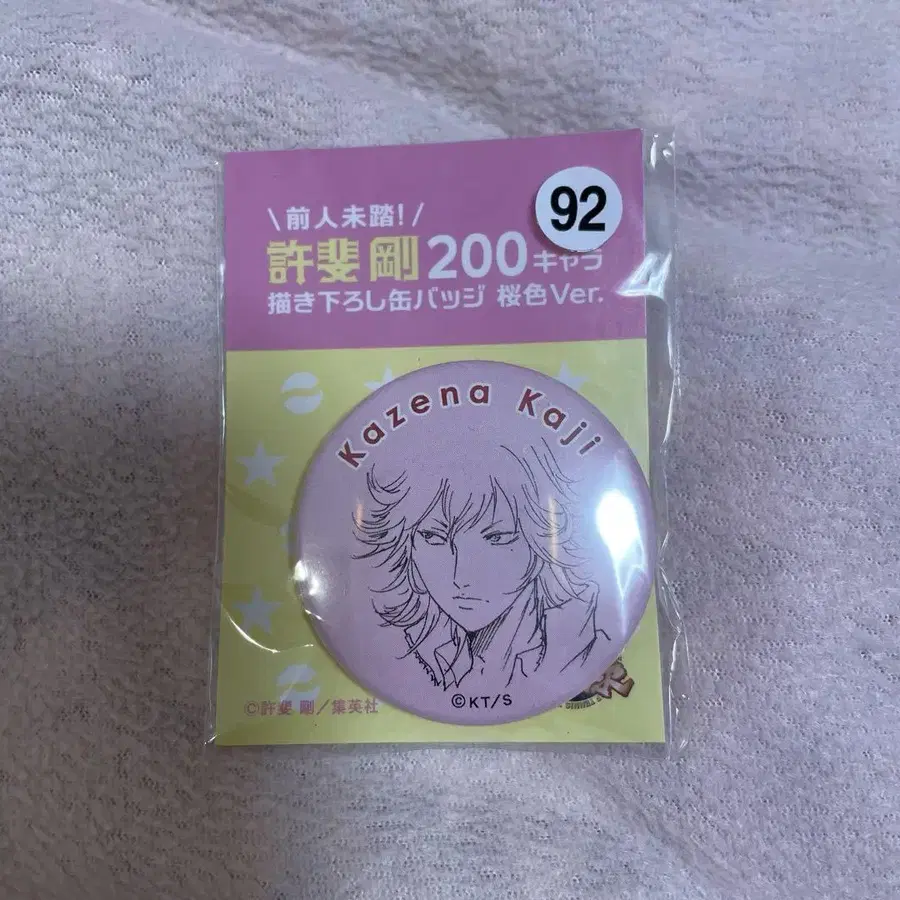 92
\前人未踏!/
許斐 剛 200キャラ
描き下ろし缶バッジ 桜色Ver.
Kazena Kaji
©KT/S
©許斐 剛/集英社